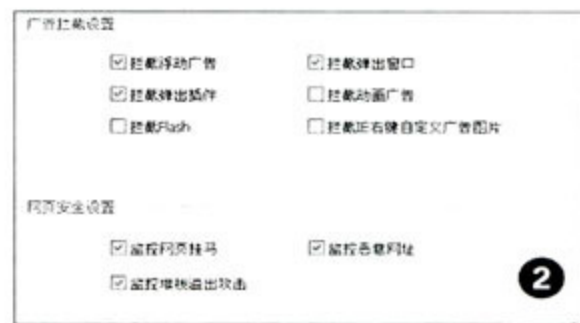 广告拦截设置
拦截浮动广告 拦截弹出窗口
拦截弹出插件 拦截动画广告
拦截Flash 拦截正右键自定义广告图片
网页安全设置
监控网页挂马 监控恶意网址
监控堆栈溢出攻击
2